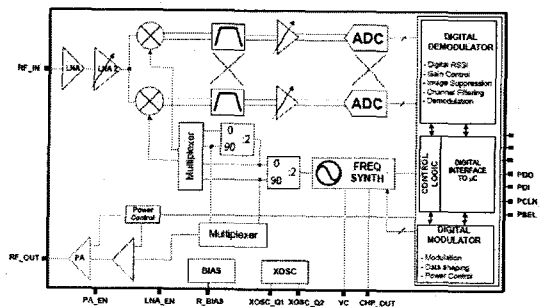 DIGITAL
DEMODULATOR
- Digital RSSI
- Gain Control
- Image Suppression
- Channel Filtering
- Demodulation
RF_IN
LNA
LNA 2
ADC
ADC
Multiplexer
0
90
:2
0
90
:2
FREQ
SYNTH
CONTROL
LOGIC
DIGITAL
INTERFACE
TO µC
PDO
PDI
PCLK
PSEL
Power
Control
Multiplexer
DIGITAL
MODULATOR
- Modulation
- Data shaping
- Power Control
RF_OUT
PA
BIAS
XOSC
PA_EN
LNA_EN
R_BIAS
XOSC_Q1
XOSC_Q2
VC
CHP_OUT